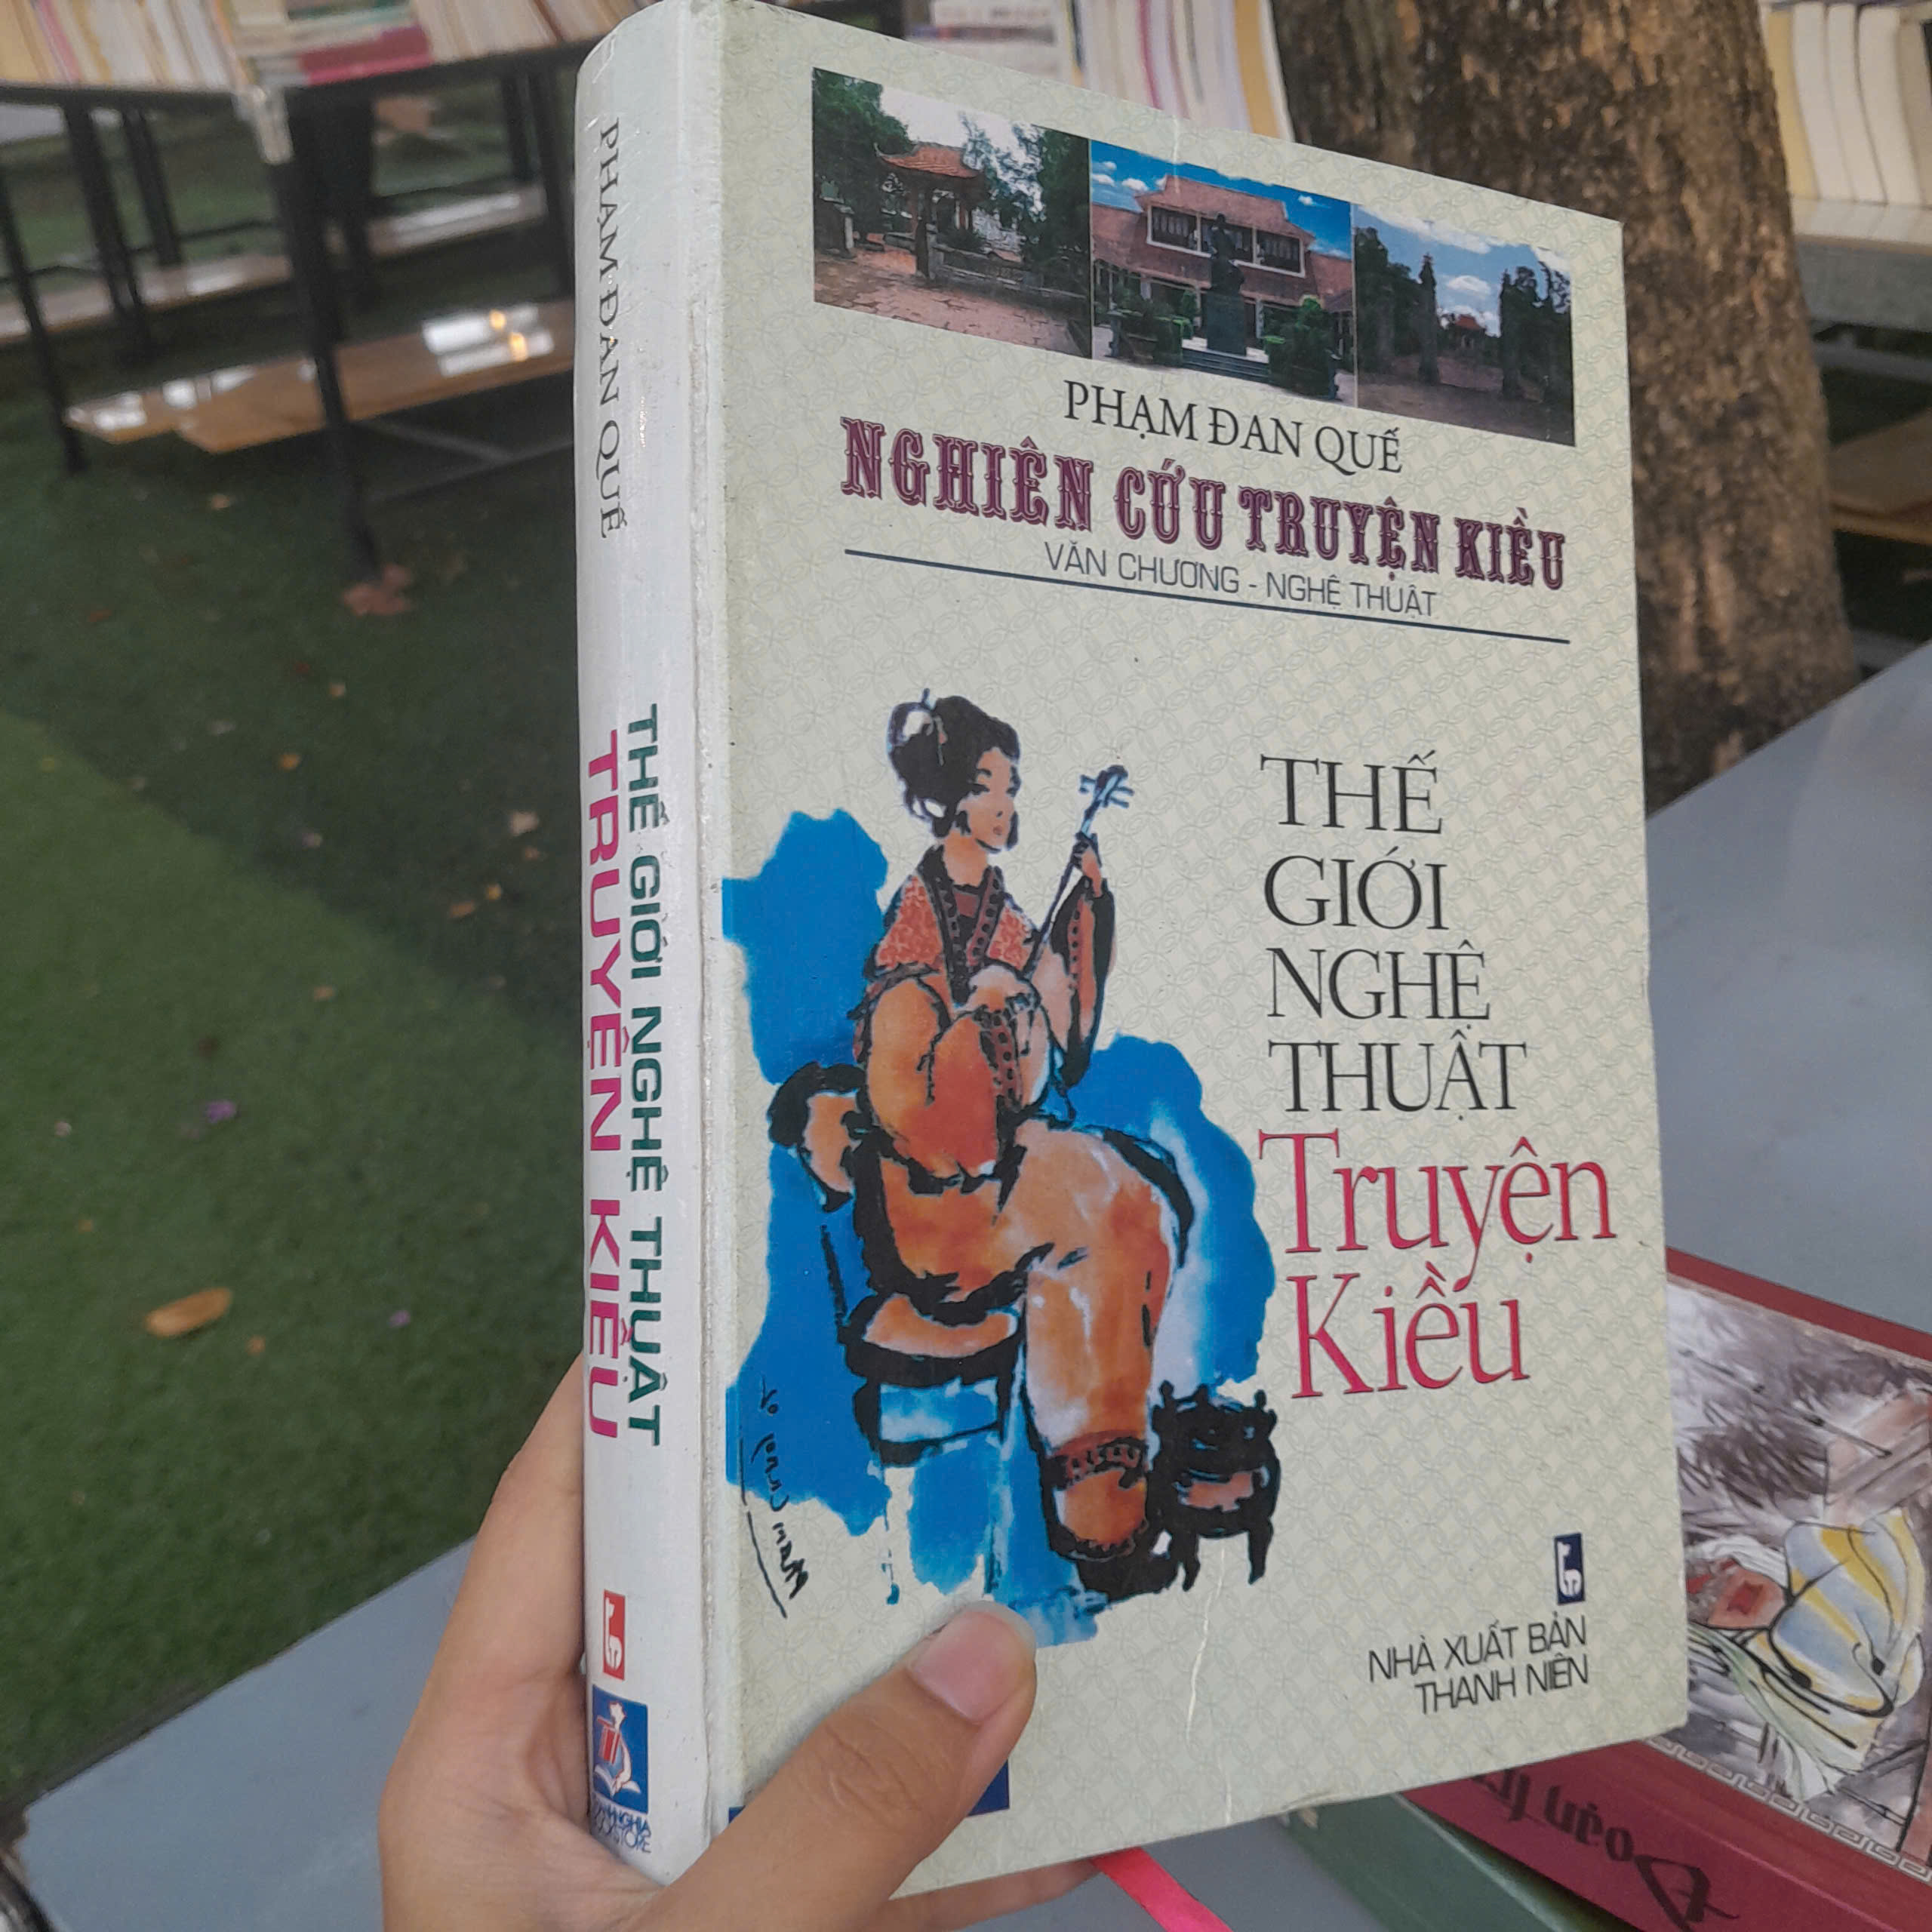 PHẠM ĐAN QUẾ
NGHIÊN CỨU TRUYỆN KIỀU
VĂN CHƯƠNG - NGHỆ THUẬT
THẾ
GIỚI
NGHỆ
THUẬT
Truyện
Kiều
NHÀ XUẤT BẢN
THANH NIÊN
PHẠM ĐAN QUẾ
THẾ GIỚI NGHỆ THUẬT
TRUYỆN KIỀU